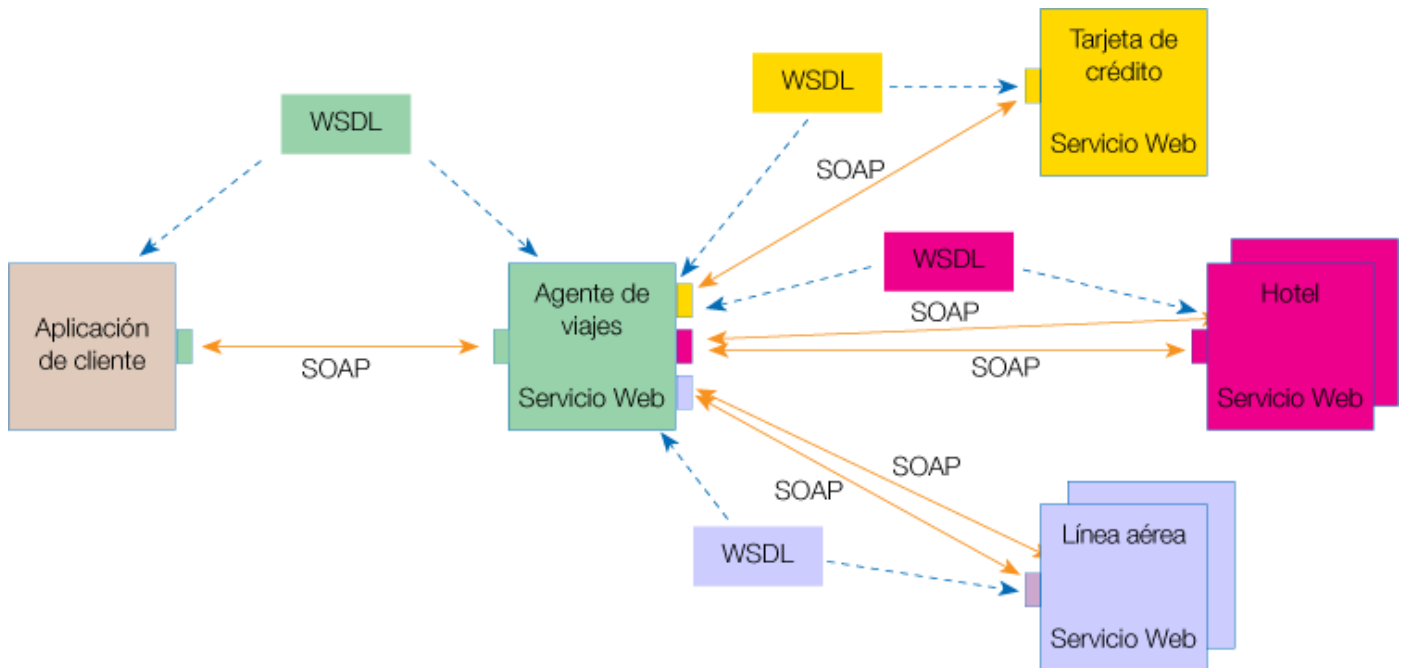 Tarjeta de
crédito
WSDL
WSDL
Servicio Web
SOAP
WSDL
Hotel
Agente de
viajes
SOAP
Aplicación
de cliente
SOAP
SOAP
Servicio Web
Servicio Web
SOAP
SOAP
Línea aérea
WSDL
Servicio Web